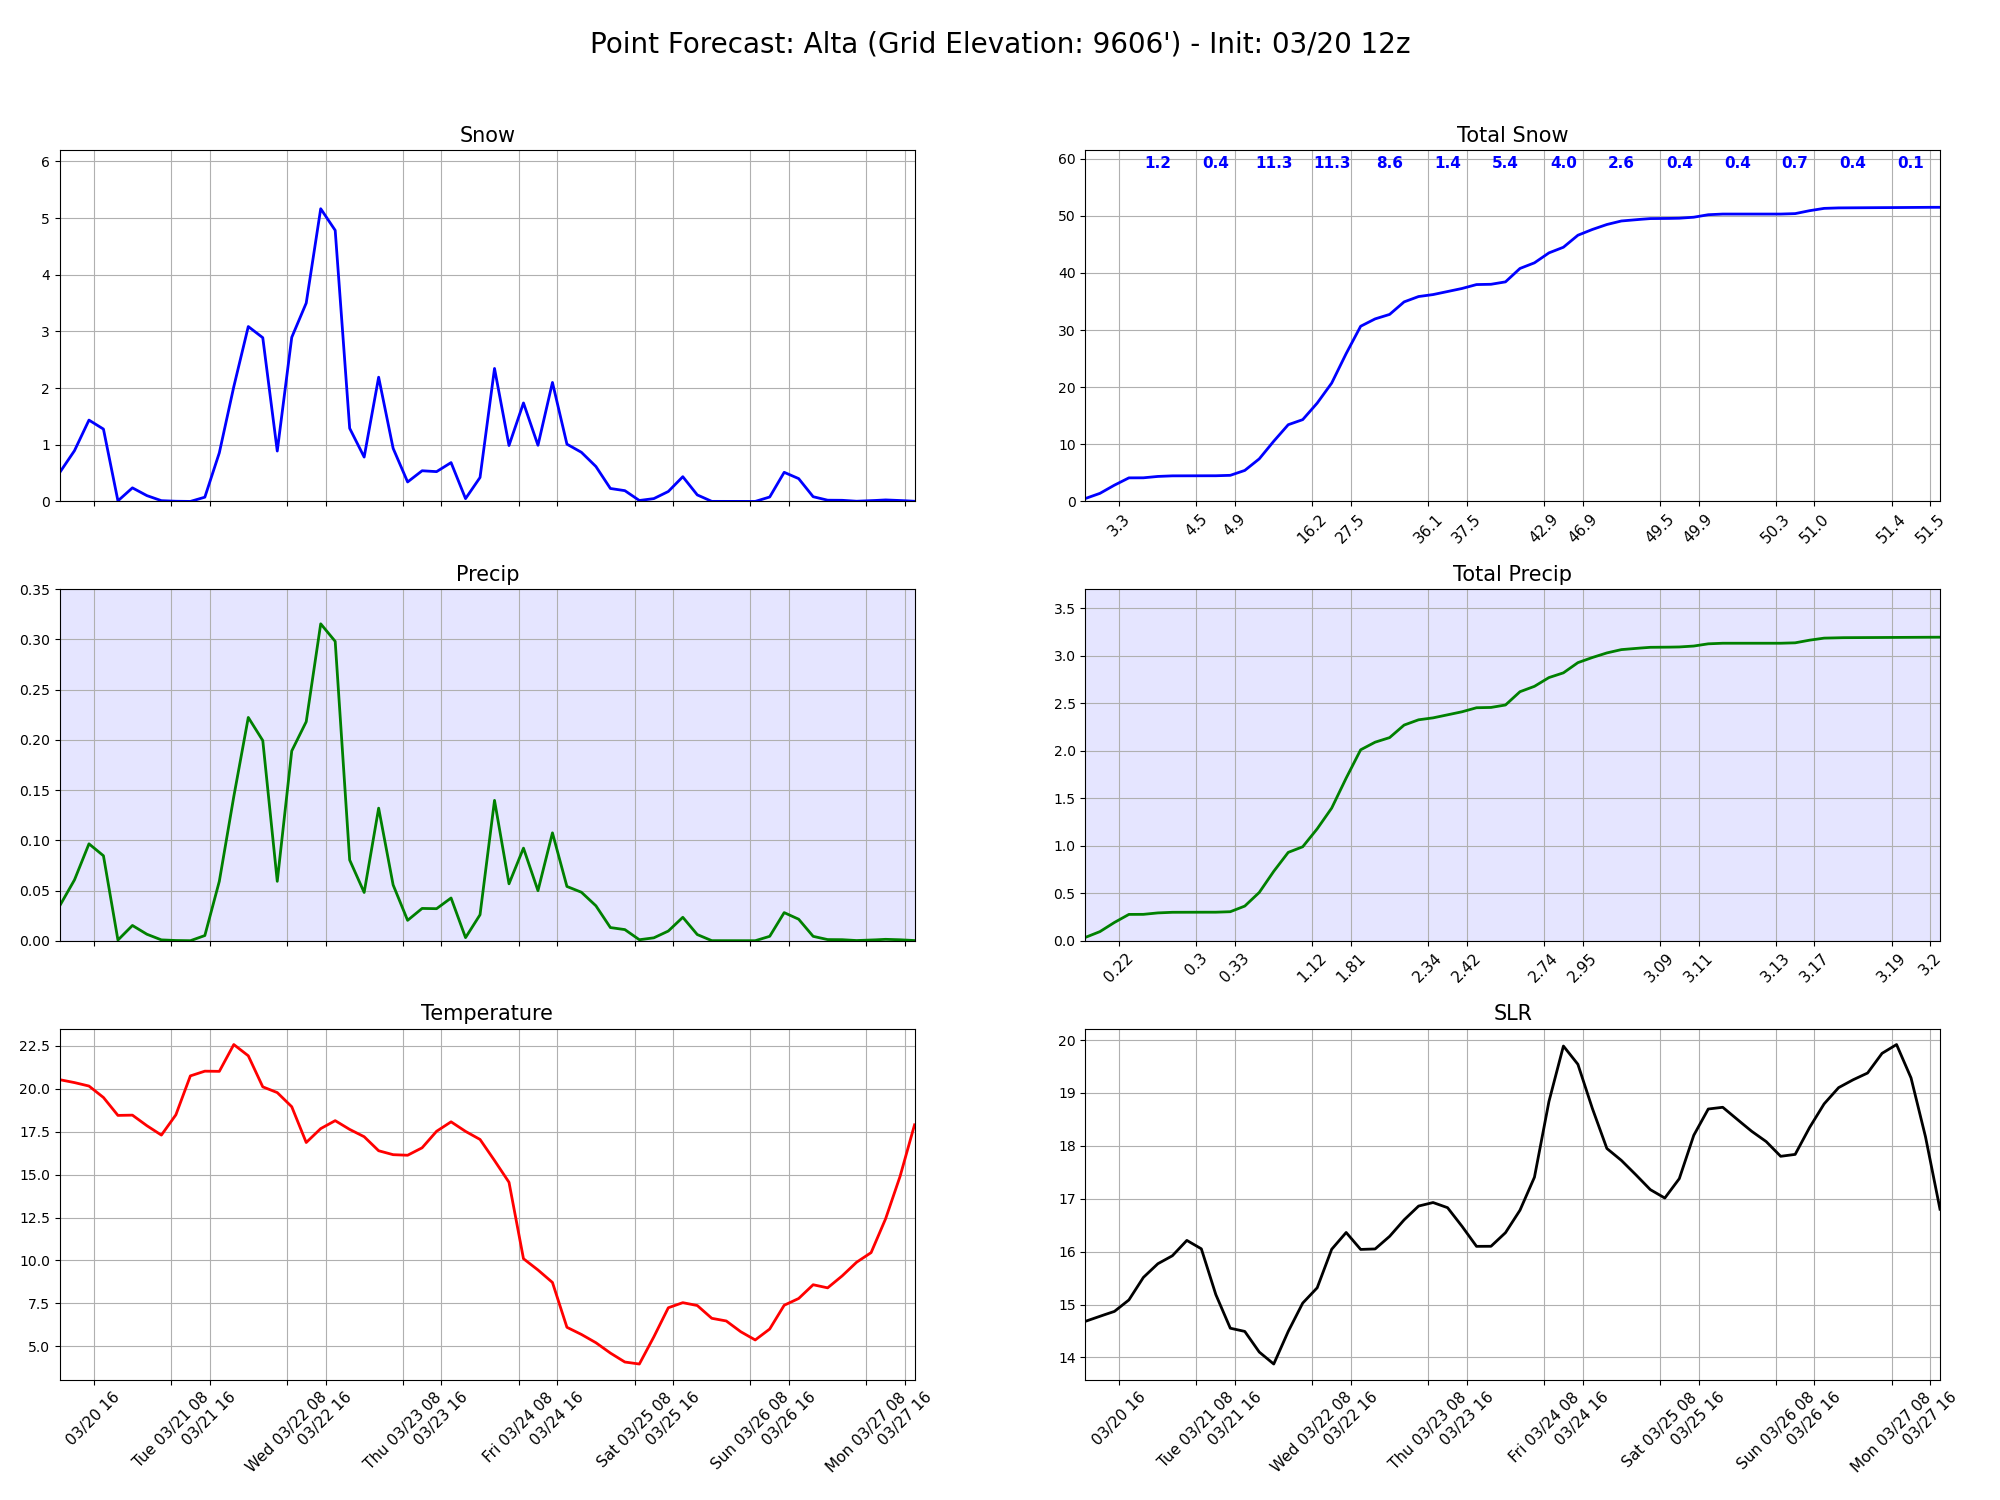 Point Forecast: Alta (Grid Elevation: 9606') - Init: 03/20 12z
Snow
6
5
4
3
2
1
0
Total Snow
1.2 0.4 11.3 11.3 8.6 1.4 5.4 4.0 2.6 0.4 0.4 0.7 0.4 0.1
60
50
40
30
20
10
0
3.3 4.5 4.9 16.2 27.5 36.1 37.5 42.9 46.9 49.5 49.9 50.3 51.0 51.4 51.5
Precip
0.35
0.30
0.25
0.20
0.15
0.10
0.05
0.00
Total Precip
3.5
3.0
2.5
2.0
1.5
1.0
0.5
0.0
0.22 0.3 0.33 1.12 1.81 2.34 2.42 2.74 2.95 3.09 3.11 3.13 3.17 3.19 3.2
Temperature
22.5
20.0
17.5
15.0
12.5
10.0
7.5
5.0
03/20 16
Tue 03/21 08
03/21 16
Wed 03/22 08
03/22 16
Thu 03/23 08
03/23 16
Fri 03/24 08
03/24 16
Sat 03/25 08
03/25 16
Sun 03/26 08
03/26 16
Mon 03/27 08
03/27 16
SLR
20
19
18
17
16
15
14
03/20 16
Tue 03/21 08
03/21 16
Wed 03/22 08
03/22 16
Thu 03/23 08
03/23 16
Fri 03/24 08
03/24 16
Sat 03/25 08
03/25 16
Sun 03/26 08
03/26 16
Mon 03/27 08
03/27 16